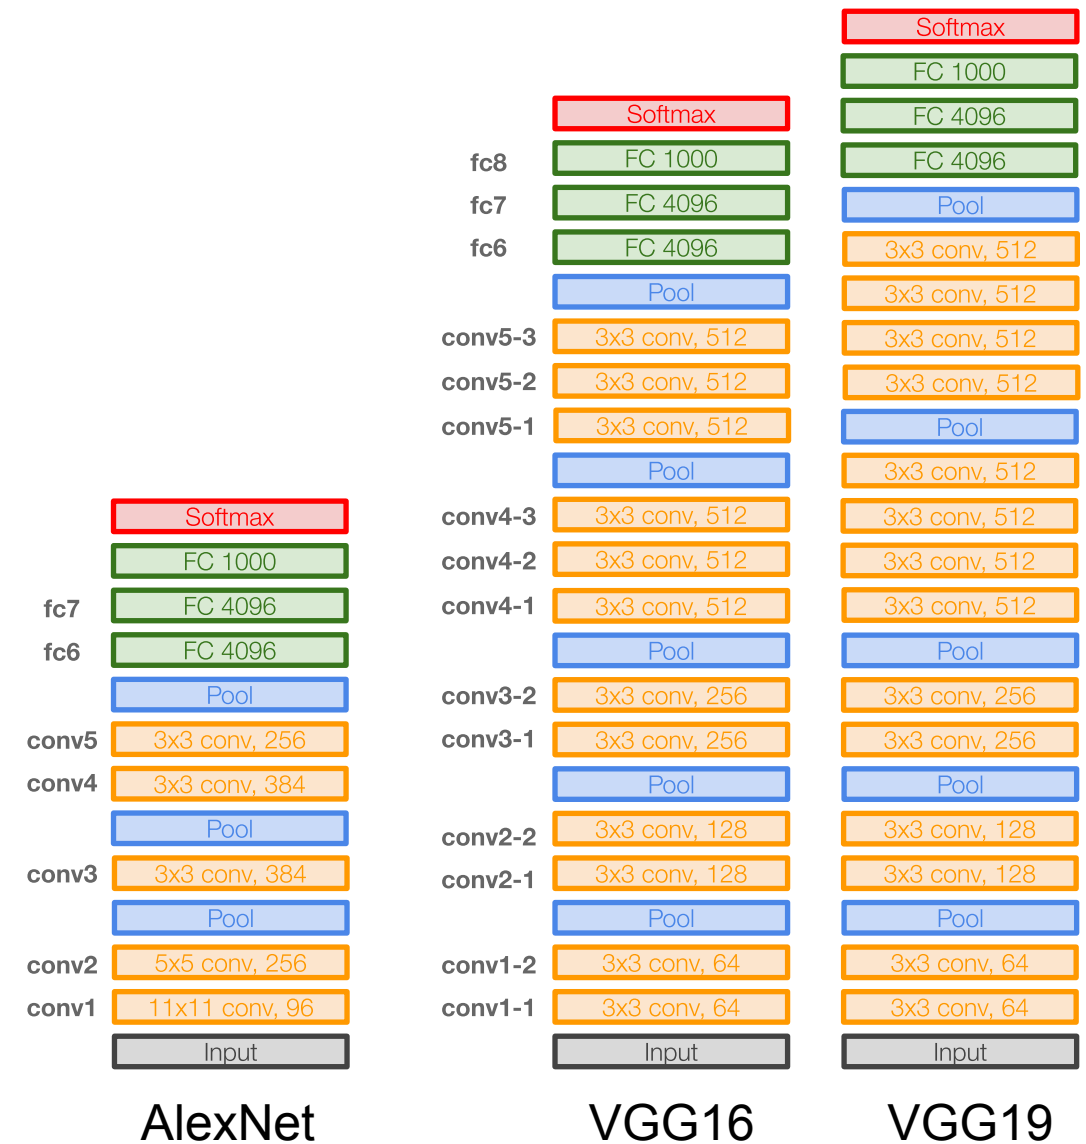 Softmax
FC 1000
FC 4096
FC 4096
Pool
3x3 conv, 256
3x3 conv, 384
Pool
3x3 conv, 384
Pool
5x5 conv, 256
11x11 conv, 96
Input
fc7
fc6
conv5
conv4
conv3
conv2
conv1
AlexNet
Softmax
fc8 FC 1000
fc7 FC 4096
fc6 FC 4096
Pool
conv5-3 3x3 conv, 512
conv5-2 3x3 conv, 512
conv5-1 3x3 conv, 512
Pool
conv4-3 3x3 conv, 512
conv4-2 3x3 conv, 512
conv4-1 3x3 conv, 512
Pool
conv3-2 3x3 conv, 256
conv3-1 3x3 conv, 256
Pool
conv2-2 3x3 conv, 128
conv2-1 3x3 conv, 128
Pool
conv1-2 3x3 conv, 64
conv1-1 3x3 conv, 64
Input
VGG16
Softmax
FC 1000
FC 4096
FC 4096
Pool
3x3 conv, 512
3x3 conv, 512
3x3 conv, 512
3x3 conv, 512
Pool
3x3 conv, 512
3x3 conv, 512
3x3 conv, 512
3x3 conv, 512
Pool
3x3 conv, 256
3x3 conv, 256
Pool
3x3 conv, 128
3x3 conv, 128
Pool
3x3 conv, 64
3x3 conv, 64
Input
VGG19